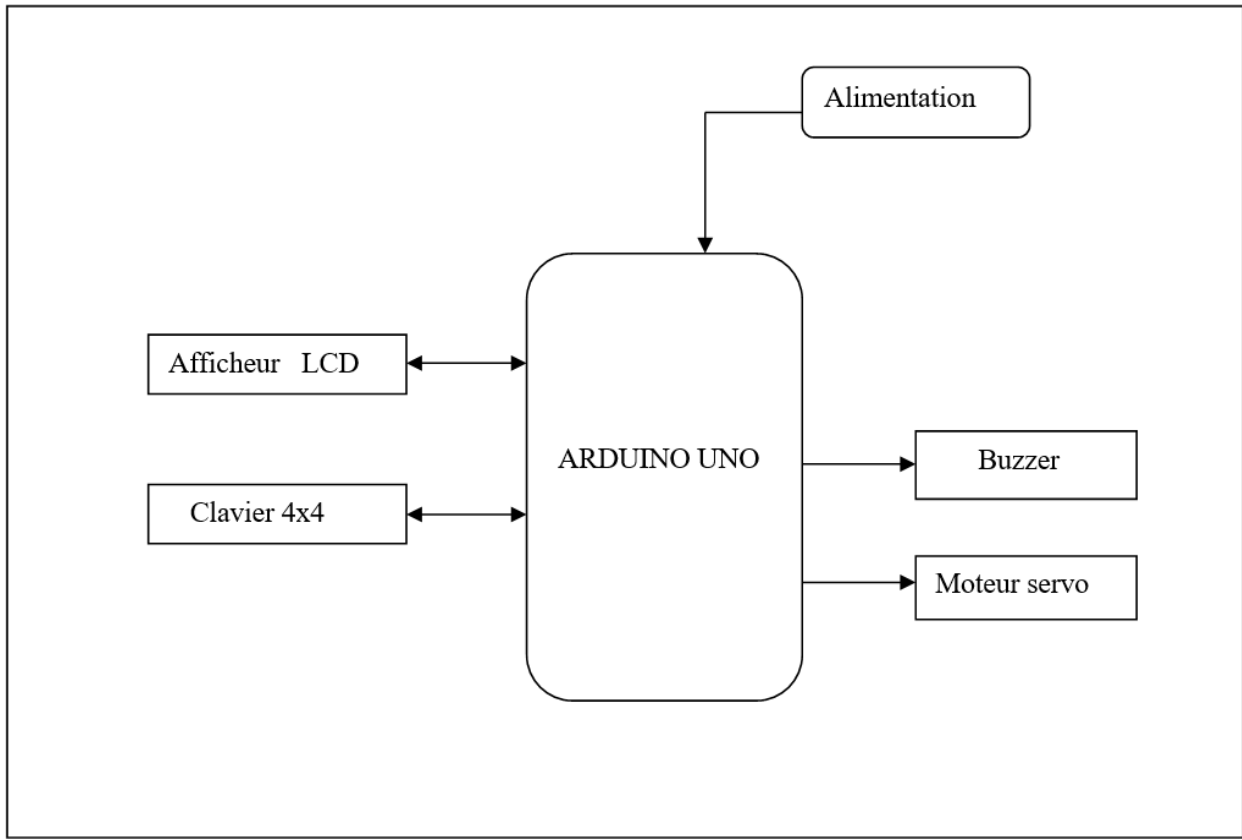 Alimentation
Afficheur LCD
ARDUINO UNO
Buzzer
Clavier 4x4
Moteur servo